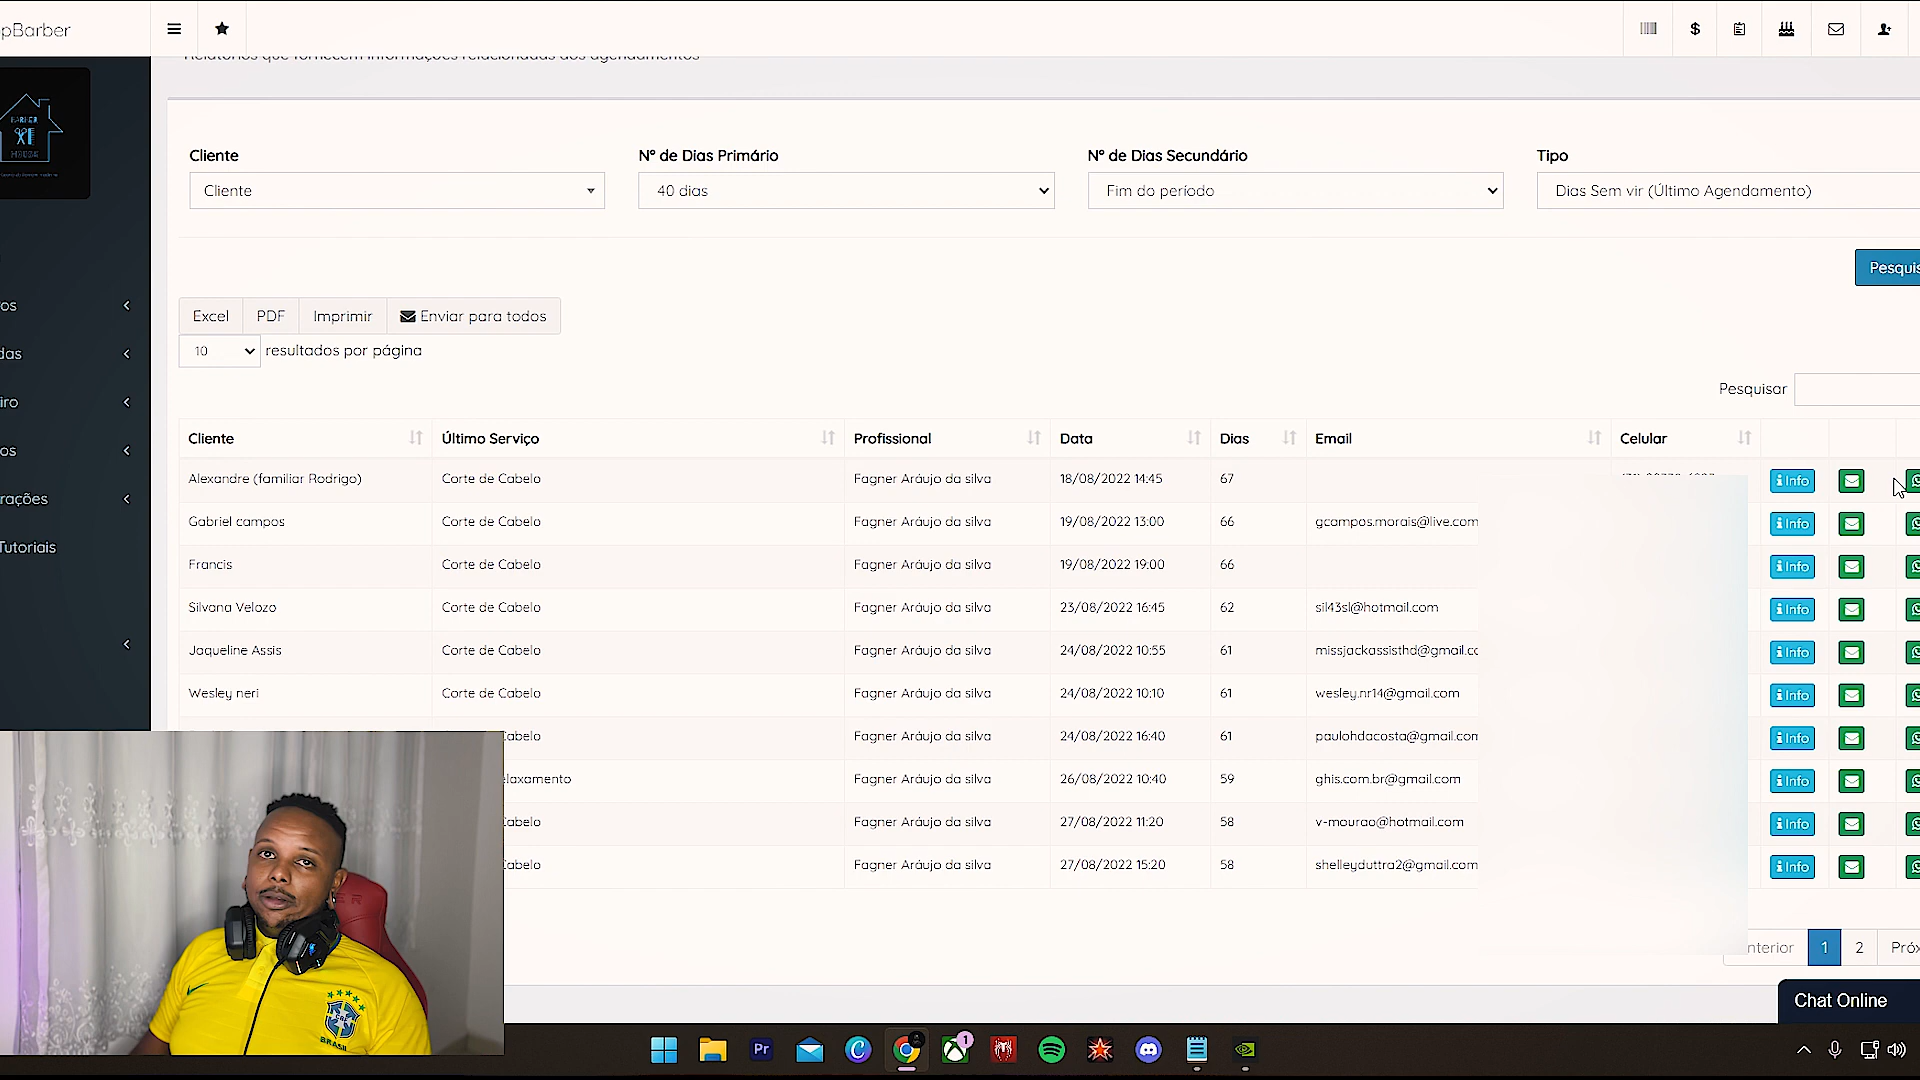 pBarber
Relatórios que fornecem informações relacionadas aos agendamentos
BARBER
HOUSE
Cliente
Nº de Dias Primário
Nº de Dias Secundário
Tipo
Cliente
40 dias
Fim do período
Dias Sem vir (Último Agendamento)
Pesquis
Excel
PDF
Imprimir
Enviar para todos
10
resultados por página
Pesquisar
os
das
iro
os
rações
Tutoriais
Cliente
Último Serviço
Profissional
Data
Dias
Email
Celular
Alexandre (familiar Rodrigo) Corte de Cabelo Fagner Aráujo da silva 18/08/2022 14:45 67 Info
Gabriel campos Corte de Cabelo Fagner Aráujo da silva 19/08/2022 13:00 66 gcampos.morais@live.com Info
Francis Corte de Cabelo Fagner Aráujo da silva 19/08/2022 19:00 66 Info
Silvana Velozo Corte de Cabelo Fagner Aráujo da silva 23/08/2022 16:45 62 sil43sl@hotmail.com Info
Jaqueline Assis Corte de Cabelo Fagner Aráujo da silva 24/08/2022 10:55 61 missjackassisthd@gmail.cc Info
Wesley neri Corte de Cabelo Fagner Aráujo da silva 24/08/2022 10:10 61 wesley.nr14@gmail.com Info
Cabelo Fagner Aráujo da silva 24/08/2022 16:40 61 paulohdacosta@gmail.com Info
elaxamento Fagner Aráujo da silva 26/08/2022 10:40 59 ghis.com.br@gmail.com Info
Cabelo Fagner Aráujo da silva 27/08/2022 11:20 58 v-mourao@hotmail.com Info
Cabelo Fagner Aráujo da silva 27/08/2022 15:20 58 shelleyduttra2@gmail.com Info
nterior
1
2
Próx
Chat Online
BRASIL
Pr
1